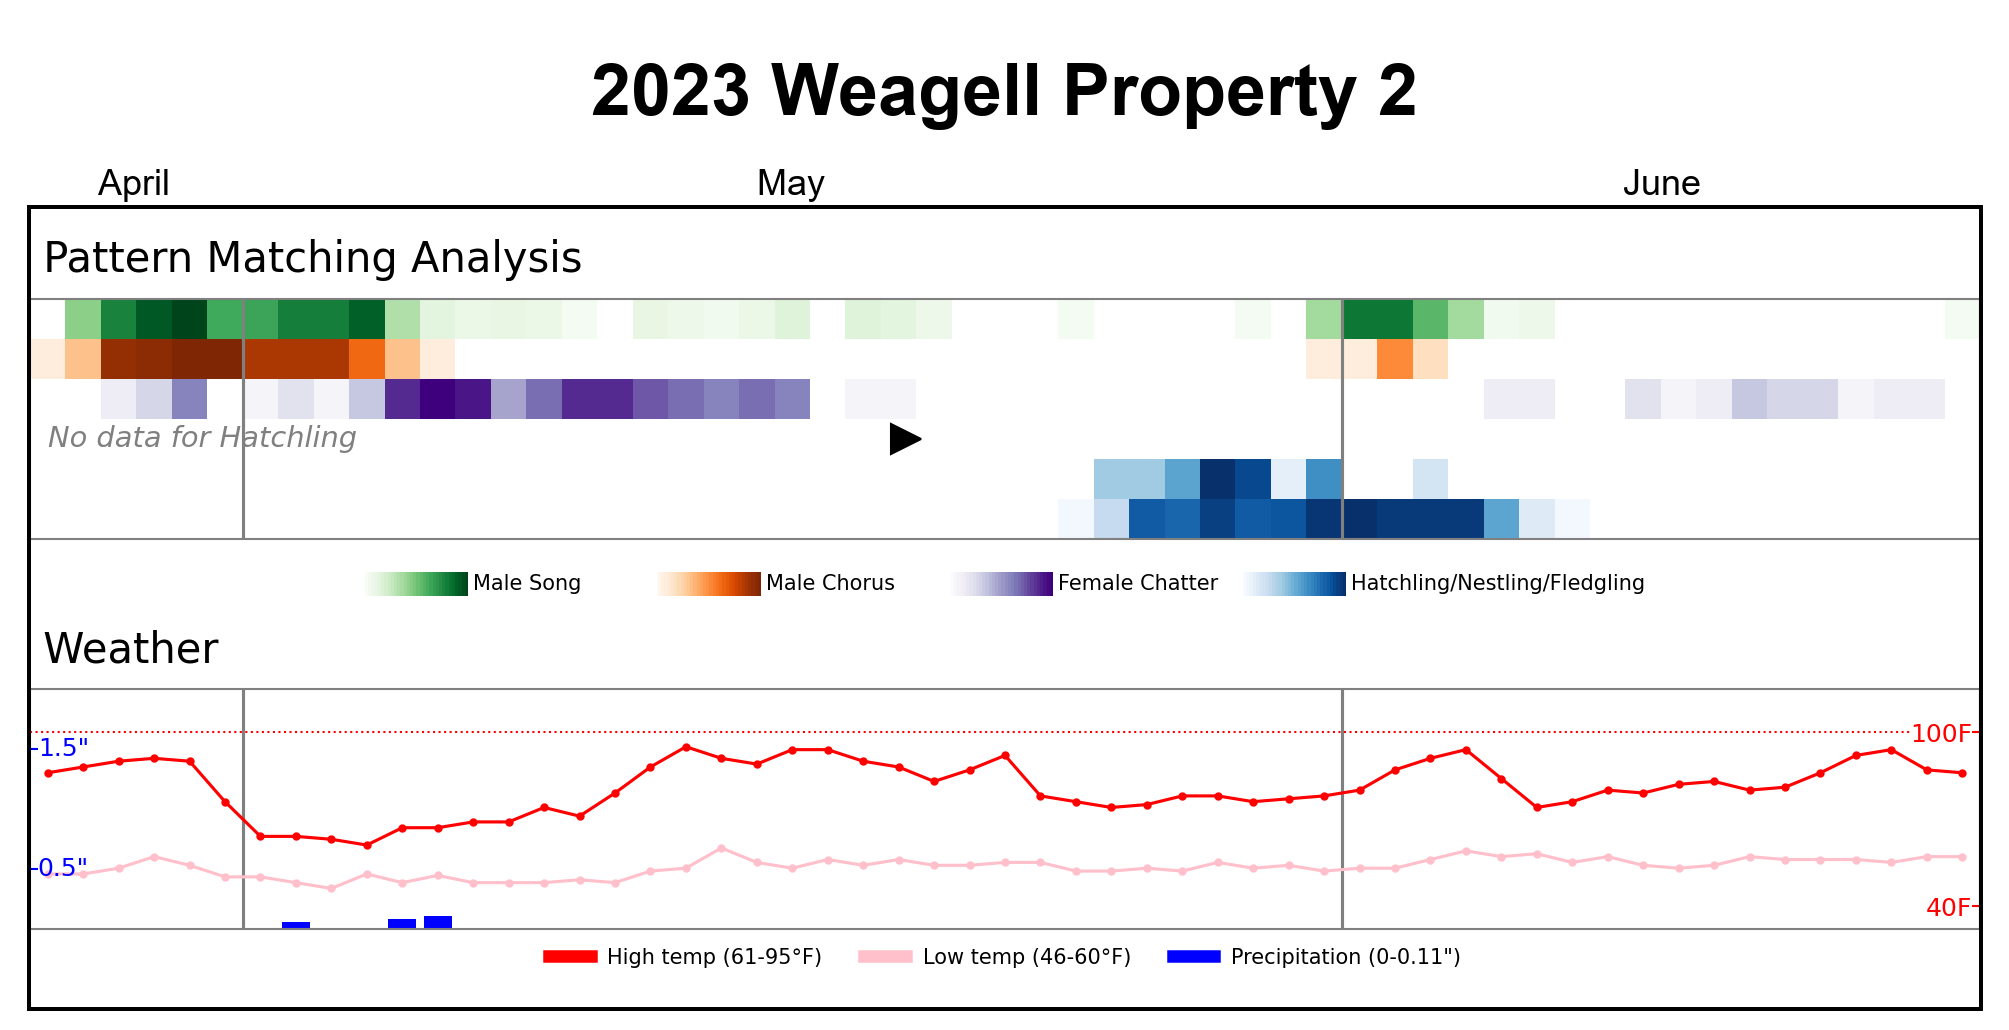 2023 Weagell Property 2
April May June
Pattern Matching Analysis
No data for Hatchling
Male Song Male Chorus Female Chatter Hatchling/Nestling/Fledgling
Weather
1.5" 100F
0.5" 40F
High temp (61-95°F) Low temp (46-60°F) Precipitation (0-0.11")